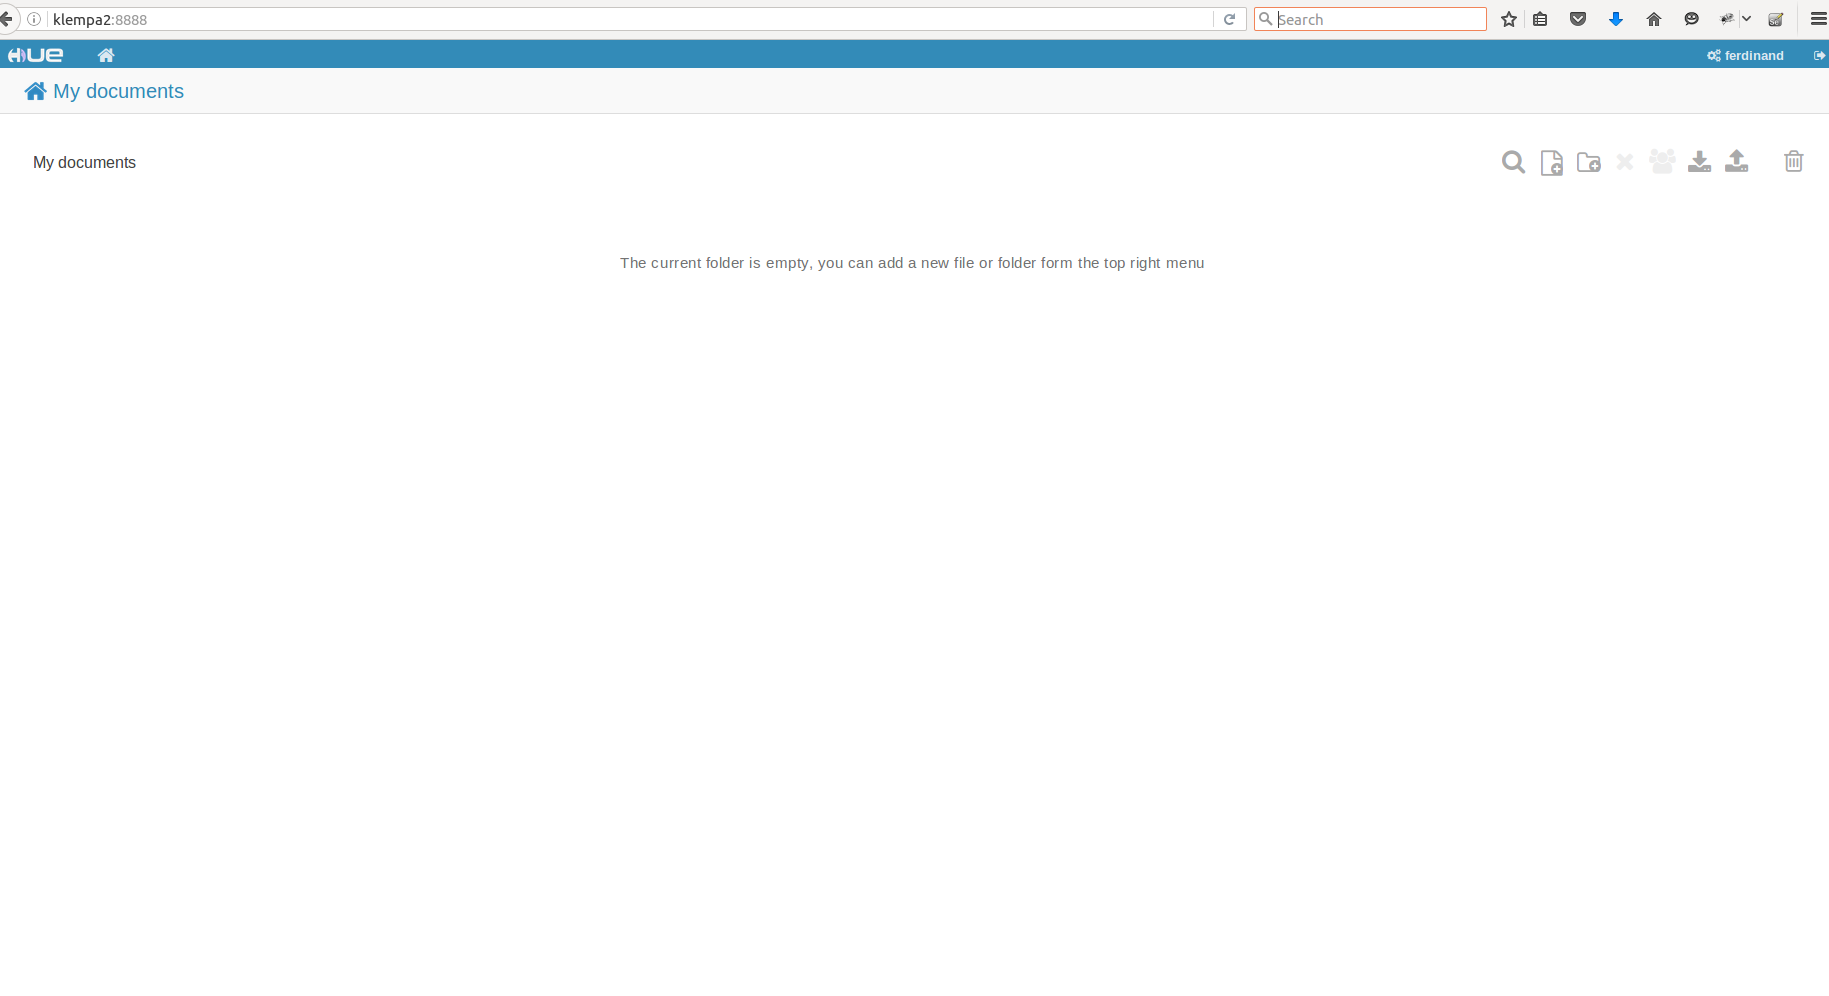 klempa2:8888
Search
HUE
ferdinand
My documents
My documents
The current folder is empty, you can add a new file or folder form the top right menu